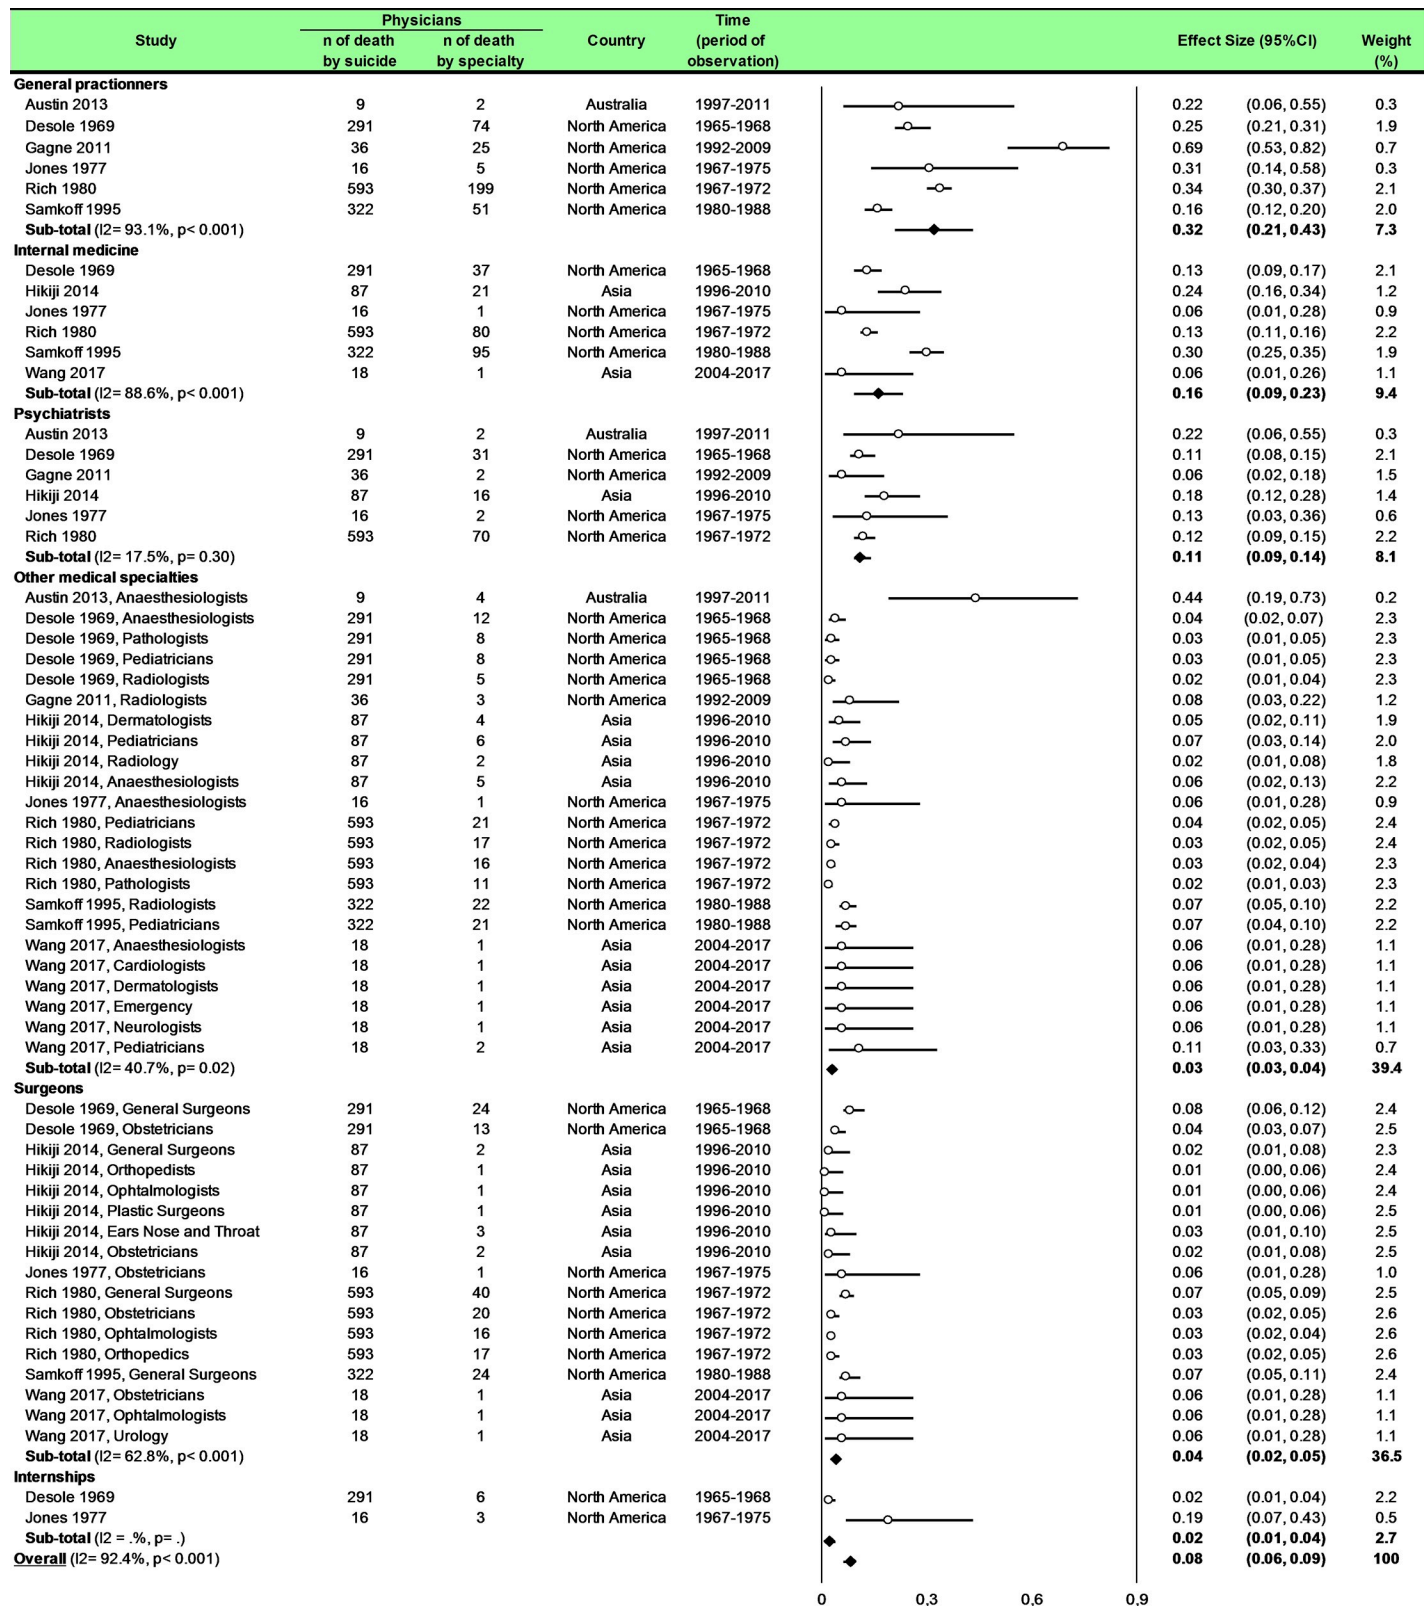 Physicians Time
Study n of death n of death Country (period of Effect Size (95%CI) Weight
by suicide by specialty observation) (%)
General practionners
Austin 2013 9 2 Australia 1997-2011 0.22 (0.06, 0.55) 0.3
Desole 1969 291 74 North America 1965-1968 0.25 (0.21, 0.31) 1.9
Gagne 2011 36 25 North America 1992-2009 0.69 (0.53, 0.82) 0.7
Jones 1977 16 5 North America 1967-1975 0.31 (0.14, 0.58) 0.3
Rich 1980 593 199 North America 1967-1972 0.34 (0.30, 0.37) 2.1
Samkoff 1995 322 51 North America 1980-1988 0.16 (0.12, 0.20) 2.0
Sub-total (I2= 93.1%, p< 0.001) 0.32 (0.21, 0.43) 7.3
Internal medicine
Desole 1969 291 37 North America 1965-1968 0.13 (0.09, 0.17) 2.1
Hikiji 2014 87 21 Asia 1996-2010 0.24 (0.16, 0.34) 1.2
Jones 1977 16 1 North America 1967-1975 0.06 (0.01, 0.28) 0.9
Rich 1980 593 80 North America 1967-1972 0.13 (0.11, 0.16) 2.2
Samkoff 1995 322 95 North America 1980-1988 0.30 (0.25, 0.35) 1.9
Wang 2017 18 1 Asia 2004-2017 0.06 (0.01, 0.26) 1.1
Sub-total (I2= 88.6%, p< 0.001) 0.16 (0.09, 0.23) 9.4
Psychiatrists
Austin 2013 9 2 Australia 1997-2011 0.22 (0.06, 0.55) 0.3
Desole 1969 291 31 North America 1965-1968 0.11 (0.08, 0.15) 2.1
Gagne 2011 36 2 North America 1992-2009 0.06 (0.02, 0.18) 1.5
Hikiji 2014 87 16 Asia 1996-2010 0.18 (0.12, 0.28) 1.4
Jones 1977 16 2 North America 1967-1975 0.13 (0.03, 0.36) 0.6
Rich 1980 593 70 North America 1967-1972 0.12 (0.09, 0.15) 2.2
Sub-total (I2= 17.5%, p= 0.30) 0.11 (0.09, 0.14) 8.1
Other medical specialties
Austin 2013, Anaesthesiologists 9 4 Australia 1997-2011 0.44 (0.19, 0.73) 0.2
Desole 1969, Anaesthesiologists 291 12 North America 1965-1968 0.04 (0.02, 0.07) 2.3
Desole 1969, Pathologists 291 8 North America 1965-1968 0.03 (0.01, 0.05) 2.3
Desole 1969, Pediatricians 291 8 North America 1965-1968 0.03 (0.01, 0.05) 2.3
Desole 1969, Radiologists 291 5 North America 1965-1968 0.02 (0.01, 0.04) 2.3
Gagne 2011, Radiologists 36 3 North America 1992-2009 0.08 (0.03, 0.22) 1.2
Hikiji 2014, Dermatologists 87 4 Asia 1996-2010 0.05 (0.02, 0.11) 1.9
Hikiji 2014, Pediatricians 87 6 Asia 1996-2010 0.07 (0.03, 0.14) 2.0
Hikiji 2014, Radiology 87 2 Asia 1996-2010 0.02 (0.01, 0.08) 1.8
Hikiji 2014, Anaesthesiologists 87 5 Asia 1996-2010 0.06 (0.02, 0.13) 2.2
Jones 1977, Anaesthesiologists 16 1 North America 1967-1975 0.06 (0.01, 0.28) 0.9
Rich 1980, Pediatricians 593 21 North America 1967-1972 0.04 (0.02, 0.05) 2.4
Rich 1980, Radiologists 593 17 North America 1967-1972 0.03 (0.02, 0.05) 2.4
Rich 1980, Anaesthesiologists 593 16 North America 1967-1972 0.03 (0.02, 0.04) 2.3
Rich 1980, Pathologists 593 11 North America 1967-1972 0.02 (0.01, 0.03) 2.3
Samkoff 1995, Radiologists 322 22 North America 1980-1988 0.07 (0.05, 0.10) 2.2
Samkoff 1995, Pediatricians 322 21 North America 1980-1988 0.07 (0.04, 0.10) 2.2
Wang 2017, Anaesthesiologists 18 1 Asia 2004-2017 0.06 (0.01, 0.28) 1.1
Wang 2017, Cardiologists 18 1 Asia 2004-2017 0.06 (0.01, 0.28) 1.1
Wang 2017, Dermatologists 18 1 Asia 2004-2017 0.06 (0.01, 0.28) 1.1
Wang 2017, Emergency 18 1 Asia 2004-2017 0.06 (0.01, 0.28) 1.1
Wang 2017, Neurologists 18 1 Asia 2004-2017 0.06 (0.01, 0.28) 1.1
Wang 2017, Pediatricians 18 2 Asia 2004-2017 0.11 (0.03, 0.33) 0.7
Sub-total (I2= 40.7%, p= 0.02) 0.03 (0.03, 0.04) 39.4
Surgeons
Desole 1969, General Surgeons 291 24 North America 1965-1968 0.08 (0.06, 0.12) 2.4
Desole 1969, Obstetricians 291 13 North America 1965-1968 0.04 (0.03, 0.07) 2.5
Hikiji 2014, General Surgeons 87 2 Asia 1996-2010 0.02 (0.01, 0.08) 2.3
Hikiji 2014, Orthopedists 87 1 Asia 1996-2010 0.01 (0.00, 0.06) 2.4
Hikiji 2014, Ophtalmologists 87 1 Asia 1996-2010 0.01 (0.00, 0.06) 2.4
Hikiji 2014, Plastic Surgeons 87 1 Asia 1996-2010 0.01 (0.00, 0.06) 2.5
Hikiji 2014, Ears Nose and Throat 87 3 Asia 1996-2010 0.03 (0.01, 0.10) 2.5
Hikiji 2014, Obstetricians 87 2 Asia 1996-2010 0.02 (0.01, 0.08) 2.5
Jones 1977, Obstetricians 16 1 North America 1967-1975 0.06 (0.01, 0.28) 1.0
Rich 1980, General Surgeons 593 40 North America 1967-1972 0.07 (0.05, 0.09) 2.5
Rich 1980, Obstetricians 593 20 North America 1967-1972 0.03 (0.02, 0.05) 2.6
Rich 1980, Ophtalmologists 593 16 North America 1967-1972 0.03 (0.02, 0.04) 2.6
Rich 1980, Orthopedics 593 17 North America 1967-1972 0.03 (0.02, 0.05) 2.6
Samkoff 1995, General Surgeons 322 24 North America 1980-1988 0.07 (0.05, 0.11) 2.4
Wang 2017, Obstetricians 18 1 Asia 2004-2017 0.06 (0.01, 0.28) 1.1
Wang 2017, Ophtalmologists 18 1 Asia 2004-2017 0.06 (0.01, 0.28) 1.1
Wang 2017, Urology 18 1 Asia 2004-2017 0.06 (0.01, 0.28) 1.1
Sub-total (I2= 62.8%, p< 0.001) 0.04 (0.02, 0.05) 36.5
Internships
Desole 1969 291 6 North America 1965-1968 0.02 (0.01, 0.04) 2.2
Jones 1977 16 3 North America 1967-1975 0.19 (0.07, 0.43) 0.5
Sub-total (I2 = .%, p= .) 0.02 (0.01, 0.04) 2.7
Overall (I2= 92.4%, p< 0.001) 0.08 (0.06, 0.09) 100
0 0,3 0,6 0,9